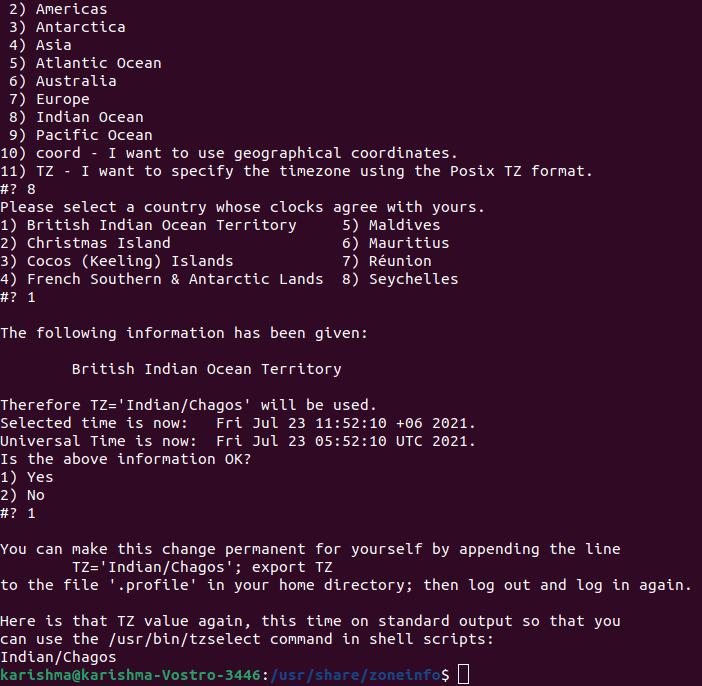 2) Americas
 3) Antarctica
 4) Asia
 5) Atlantic Ocean
 6) Australia
 7) Europe
 8) Indian Ocean
 9) Pacific Ocean
10) coord - I want to use geographical coordinates.
11) TZ - I want to specify the timezone using the Posix TZ format.
#? 8
Please select a country whose clocks agree with yours.
1) British Indian Ocean Territory     5) Maldives
2) Christmas Island                   6) Mauritius
3) Cocos (Keeling) Islands            7) Réunion
4) French Southern & Antarctic Lands  8) Seychelles
#? 1

The following information has been given:

        British Indian Ocean Territory

Therefore TZ='Indian/Chagos' will be used.
Selected time is now:   Fri Jul 23 11:52:10 +06 2021.
Universal Time is now:  Fri Jul 23 05:52:10 UTC 2021.
Is the above information OK?
1) Yes
2) No
#? 1

You can make this change permanent for yourself by appending the line
        TZ='Indian/Chagos'; export TZ
to the file '.profile' in your home directory; then log out and log in again.

Here is that TZ value again, this time on standard output so that you
can use the /usr/bin/tzselect command in shell scripts:
Indian/Chagos
karishma@karishma-Vostro-3446:/usr/share/zoneinfo$